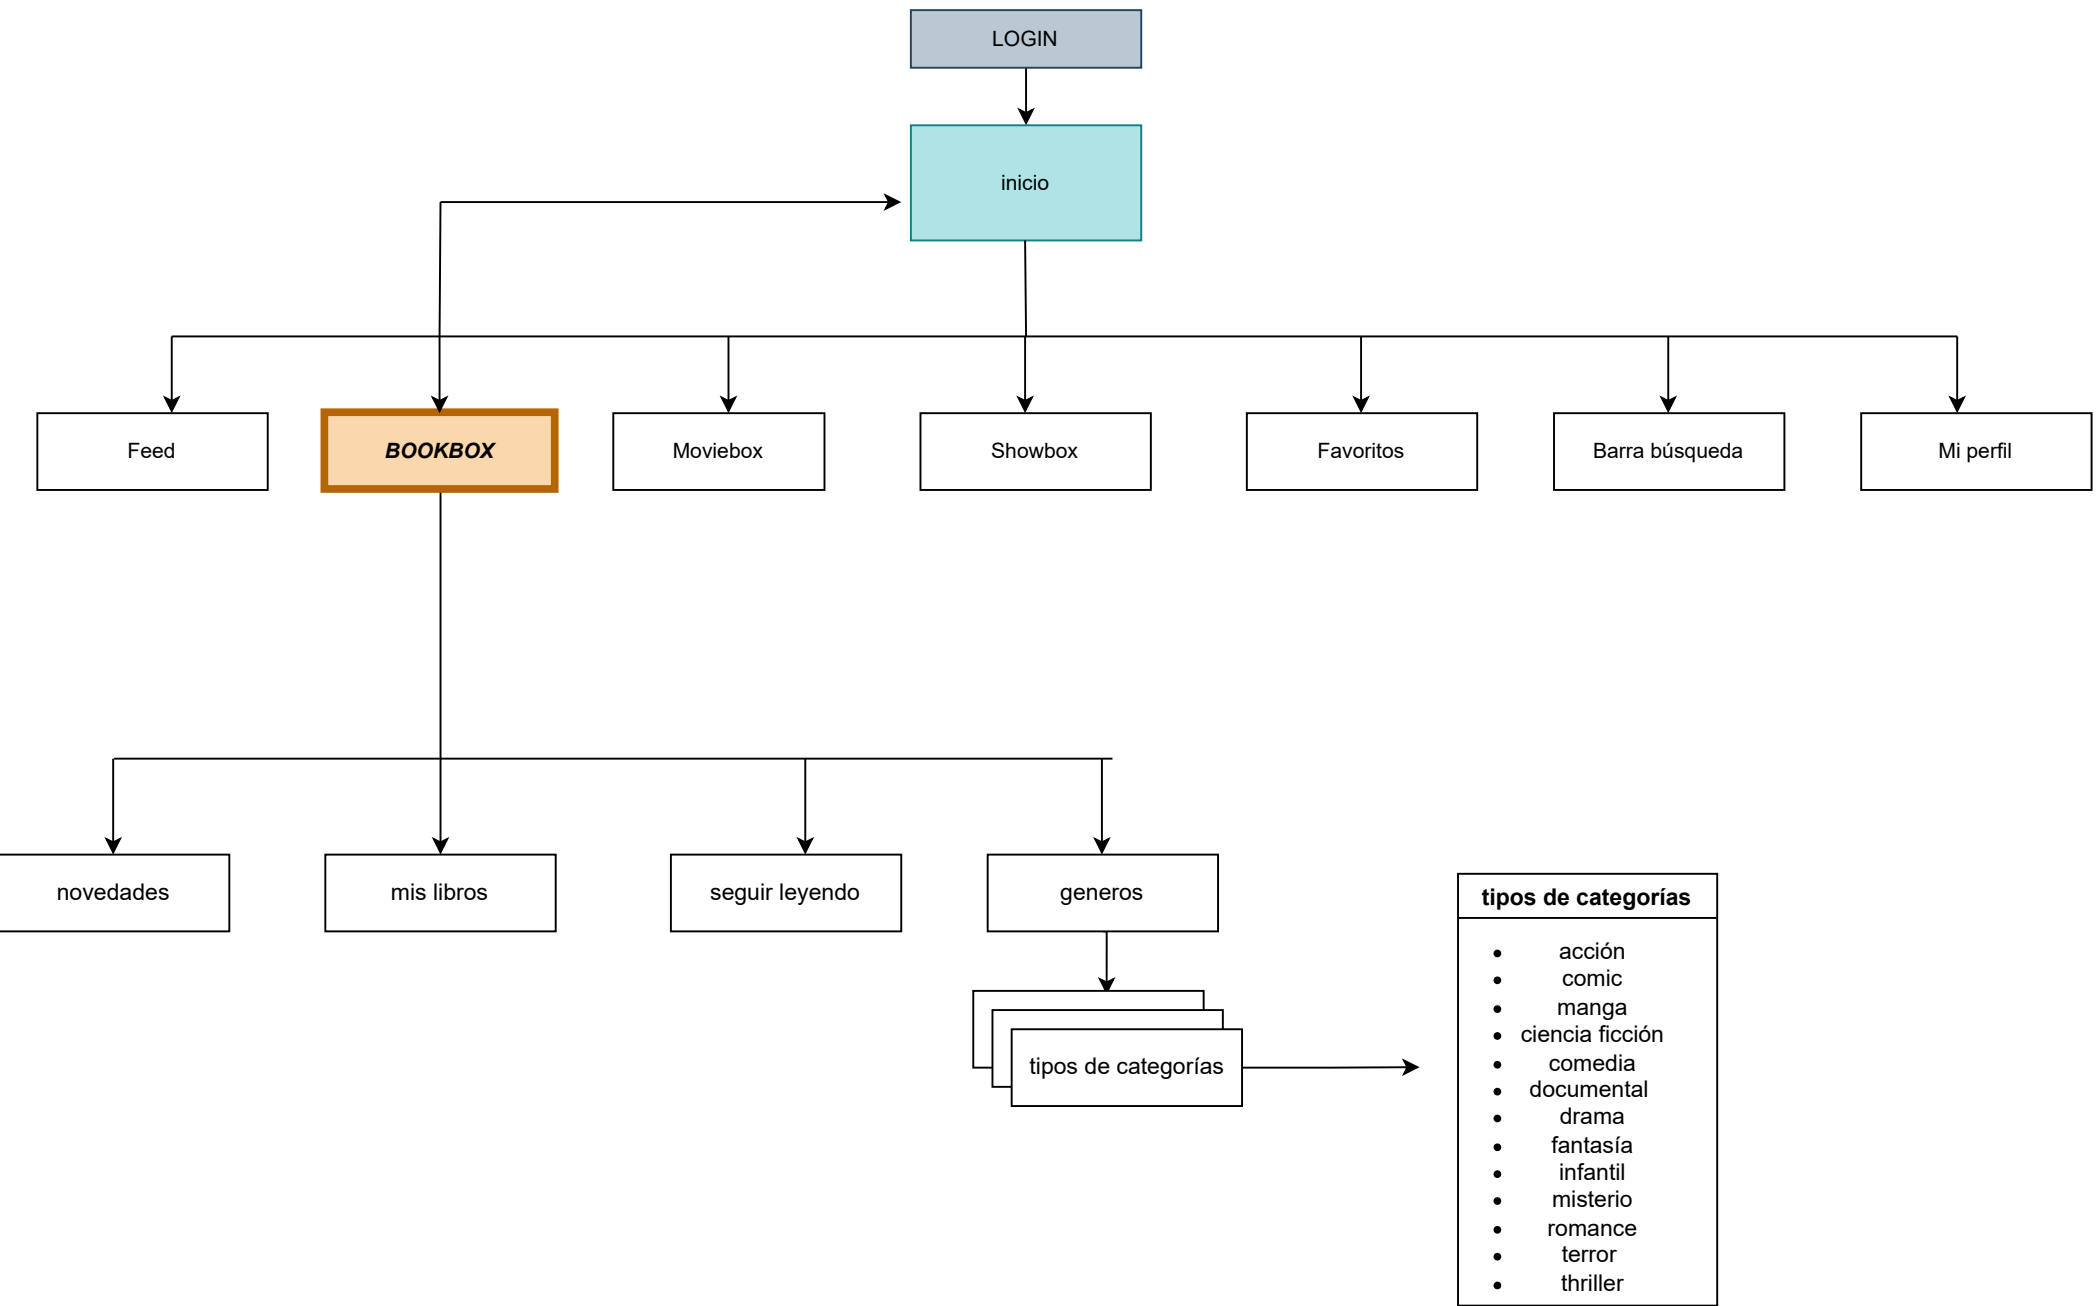 LOGIN
inicio
Feed
BOOKBOX
Moviebox
Showbox
Favoritos
Barra búsqueda
Mi perfil
novedades
mis libros
seguir leyendo
generos
tipos de categorías
tipos de categorías
acción
comic
manga
ciencia ficción
comedia
documental
drama
fantasía
infantil
misterio
romance
terror
thriller